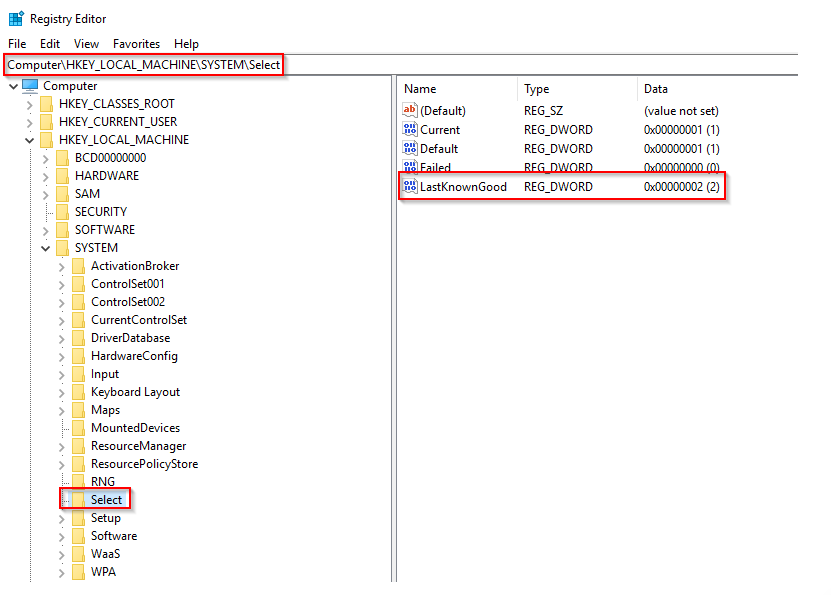 Registry Editor
File Edit View Favorites Help
Computer\HKEY_LOCAL_MACHINE\SYSTEM\Select
Computer
HKEY_CLASSES_ROOT
HKEY_CURRENT_USER
HKEY_LOCAL_MACHINE
BCD00000000
HARDWARE
SAM
SECURITY
SOFTWARE
SYSTEM
ActivationBroker
ControlSet001
ControlSet002
CurrentControlSet
DriverDatabase
HardwareConfig
Input
Keyboard Layout
Maps
MountedDevices
ResourceManager
ResourcePolicyStore
RNG
Select
Setup
Software
WaaS
WPA
Name Type Data
(Default) REG_SZ (value not set)
Current REG_DWORD 0x00000001 (1)
Default REG_DWORD 0x00000001 (1)
Failed REG_DWORD 0x00000000 (0)
LastKnownGood REG_DWORD 0x00000002 (2)